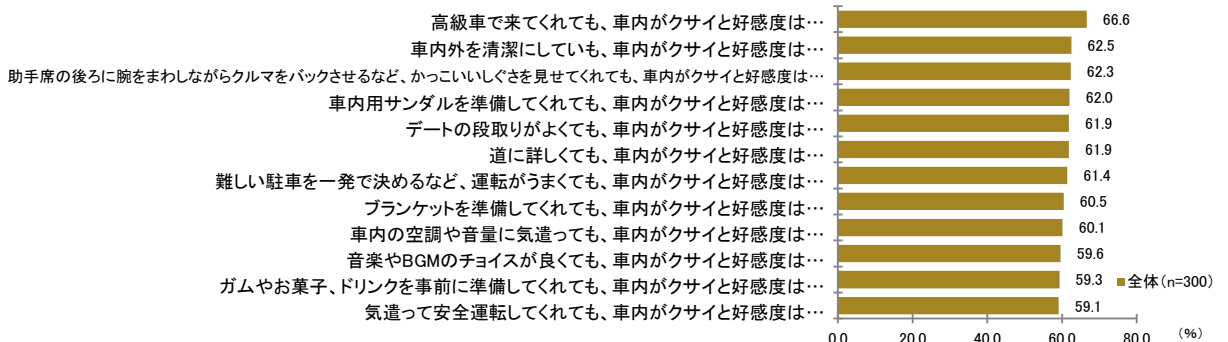 高級車で来てくれても、車内がクサイと好感度は… 66.6
車内外を清潔にしていも、車内がクサイと好感度は… 62.5
助手席の後ろに腕をまわしながらクルマをバックさせるなど、かっこいいしぐさを見せてくれても、車内がクサイと好感度は… 62.3
車内用サンダルを準備してくれても、車内がクサイと好感度は… 62.0
デートの段取りがよくても、車内がクサイと好感度は… 61.9
道に詳しくても、車内がクサイと好感度は… 61.9
難しい駐車を一発で決めるなど、運転がうまくても、車内がクサイと好感度は… 61.4
ブランケットを準備してくれても、車内がクサイと好感度は… 60.5
車内の空調や音量に気遣っても、車内がクサイと好感度は… 60.1
音楽やBGMのチョイスが良くても、車内がクサイと好感度は… 59.6
ガムやお菓子、ドリンクを事前に準備してくれても、車内がクサイと好感度は… 59.3 全体(n=300)
気遣って安全運転してくれても、車内がクサイと好感度は… 59.1
0.0 20.0 40.0 60.0 80.0 (%)